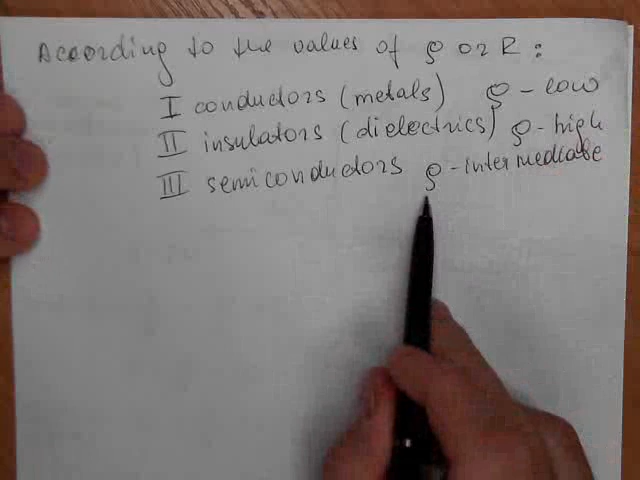 According to the values of ρ or R:
I conductors (metals) ρ - low
II insulators (dielectrics) ρ - high
III semiconductors ρ - intermediate